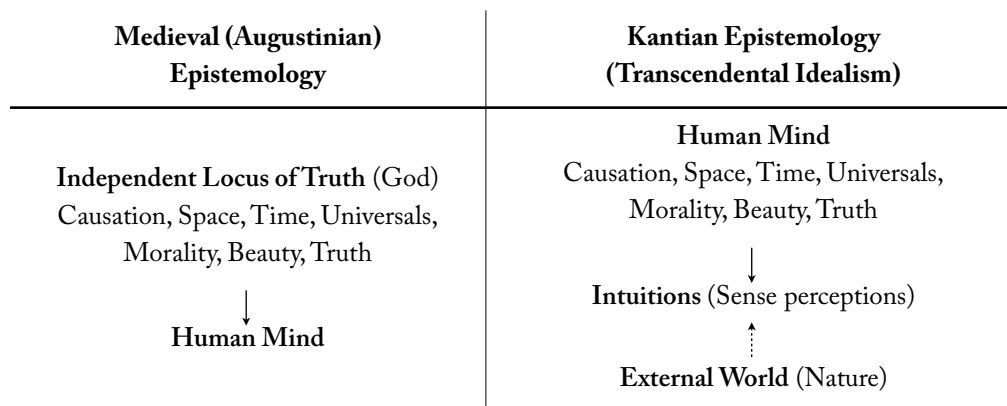 Medieval (Augustinian)
Epistemology
Kantian Epistemology
(Transcendental Idealism)
Independent Locus of Truth (God)
Causation, Space, Time, Universals,
Morality, Beauty, Truth
Human Mind
Human Mind
Causation, Space, Time, Universals,
Morality, Beauty, Truth
Intuitions (Sense perceptions)
External World (Nature)